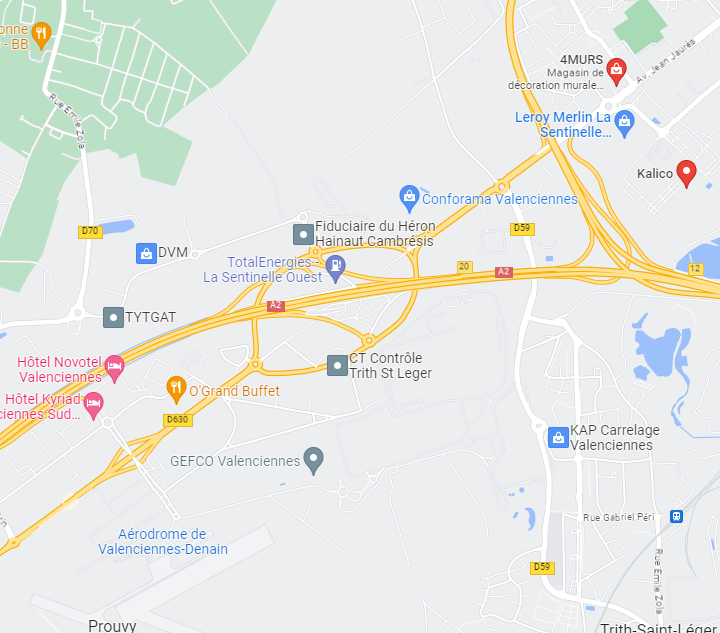 onne
- BB
4MURS
Magasin de
décoration murale...
Av. Jean Jaurès
Rue Emile Zola
Leroy Merlin La
Sentinelle...
Kalico
Conforama Valenciennes
D70
D59
Fiduciaire du Héron
Hainaut Cambrésis
DVM
TotalEnergies -
La Sentinelle Ouest
20
A2
12
A2
TYTGAT
Hôtel Novotel
Valenciennes
CT Contrôle
Trith St Leger
O'Grand Buffet
Hôtel Kyriad
ciennes Sud...
D630
KAP Carrelage
Valenciennes
GEFCO Valenciennes
Rue Gabriel Péri
Aérodrome de
Valenciennes-Denain
D59
Rue Emile Zola
Prouvy
Trith-Saint-Léger